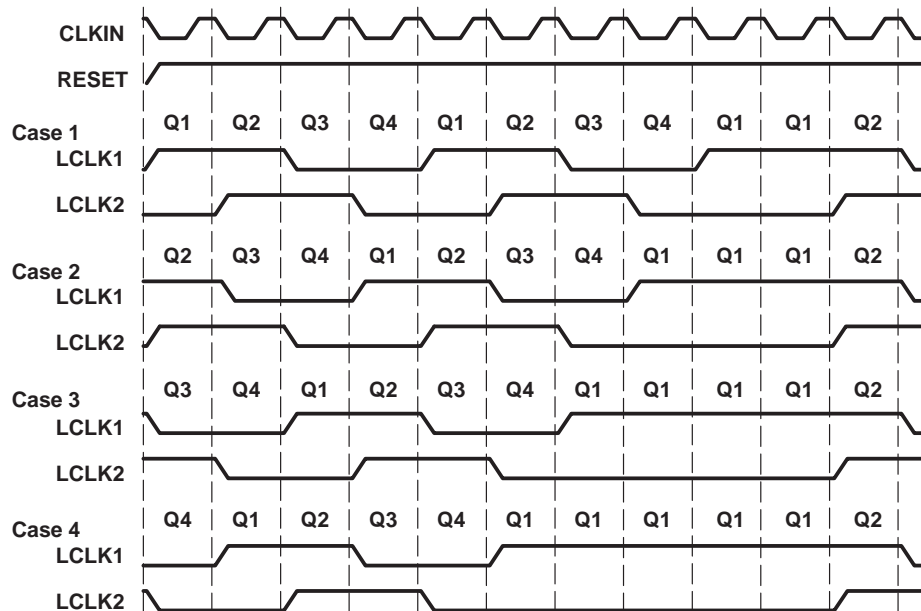 CLKIN
RESET
Case 1
Q1 Q2 Q3 Q4 Q1 Q2 Q3 Q4 Q1 Q1 Q2
LCLK1
LCLK2
Case 2
Q2 Q3 Q4 Q1 Q2 Q3 Q4 Q1 Q1 Q1 Q2
LCLK1
LCLK2
Case 3
Q3 Q4 Q1 Q2 Q3 Q4 Q1 Q1 Q1 Q1 Q2
LCLK1
LCLK2
Case 4
Q4 Q1 Q2 Q3 Q4 Q1 Q1 Q1 Q1 Q1 Q2
LCLK1
LCLK2